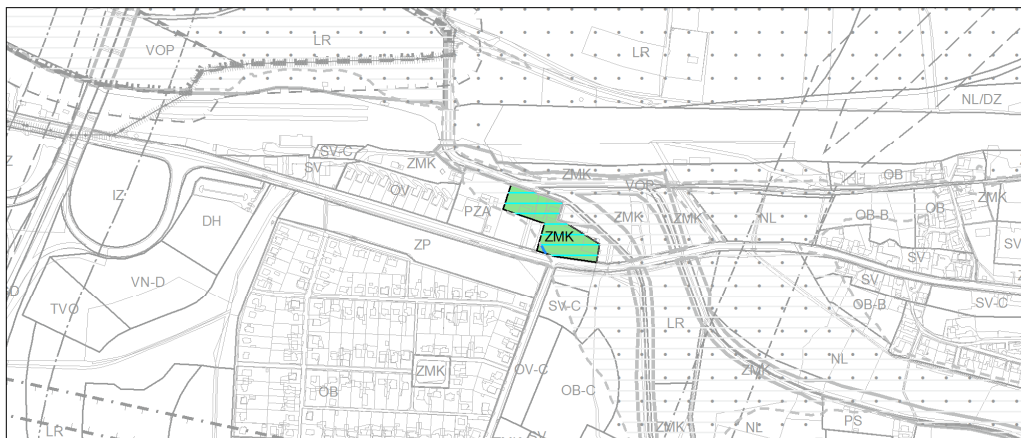 LR
VOP
LR
NL/DZ
SV-C
SV
ZMK
ZMK
OB
VOP
IZ
OV
DH
PZA
ZMK
ZMK
NL
OB-B
OB
ZMK
ZMK
ZP
SV
SV
VN-D
TVO
SV-C
OB-B
SV-C
LR
NL
OV-C
ZMK
ZMK
OB
OB-C
PS
LR
ZMK
NL